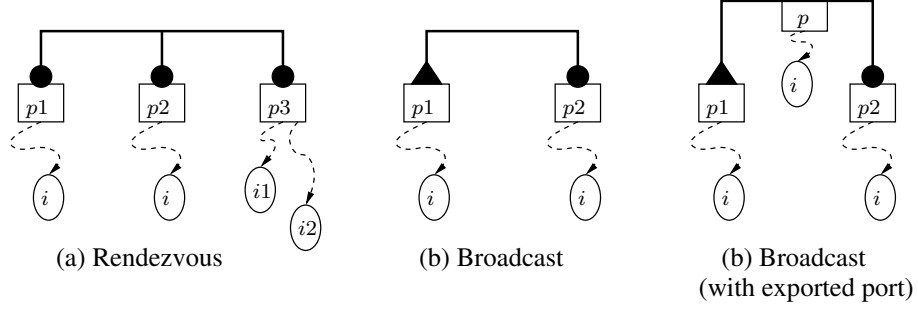 p
p1 p2 p3 p1 p2 p1 i p2
i i i1 i2 i i i i
(a) Rendezvous (b) Broadcast (b) Broadcast
(with exported port)